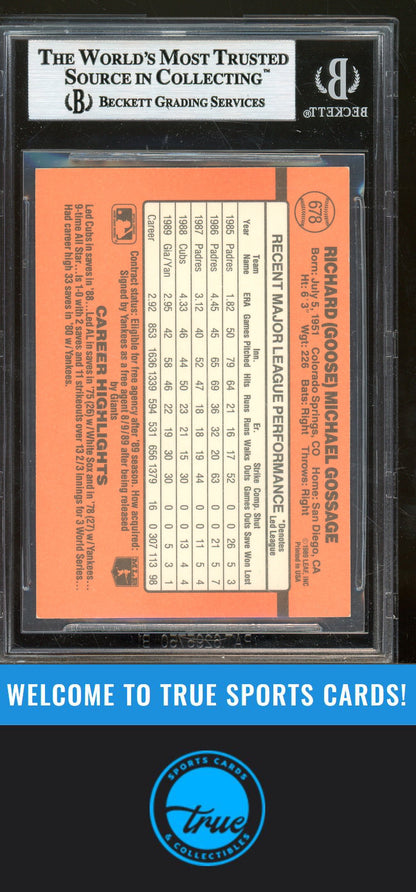 THE WORLD'S MOST TRUSTED
SOURCE IN COLLECTING™
(B) BECKETT GRADING SERVICES
BECKETT®
678
RICHARD (GOOSE) MICHAEL GOSSAGE
Born: July 5, 1951 Colorado Springs, CO Home: San Diego, CA
Ht: 6' 3" Wgt: 226 Bats: Right Throws: Right
©1989 LEAF, INC.
Printed in USA
RECENT MAJOR LEAGUE PERFORMANCE
*Denotes
Led League
Team Inn. Er. Strike Comp. Shut
Year Name ERA Games Pitched Hits Runs Runs Walks Outs Games Outs Save Won Lost
1985 Padres 1.82 50 79 64 21 16 17 52 0 0 26 5 3
1986 Padres 4.45 45 65 69 36 32 20 63 0 0 21 5 7
1987 Padres 3.12 40 52 47 18 18 19 44 0 0 11 5 4
1988 Cubs 4.33 46 44 50 23 21 15 30 0 0 13 4 4
1989 Gia/Yan 2.95 42 58 46 22 19 30 30 0 0 5 3 1
Career 2.92 853 1636 1339 594 531 656 1379 16 0 307 113 98
Contract status: Eligible for free agency after '89 season. How acquired:
Signed by Yankees as a free agent 8/9/89 after being released
by Giants
CAREER HIGHLIGHTS
Led Cubs in saves in '88... Led AL in saves in '75 (26) w/White Sox and in '78 (27) w/Yankees...
9-time All Star... Is 1-0 with 2 saves and 11 strikeouts over 13 2/3 innings for 3 World Series...
Had career high 33 saves in '80 w/Yankees.
WELCOME TO TRUE SPORTS CARDS!
SPORTS CARDS
true
& COLLECTIBLES